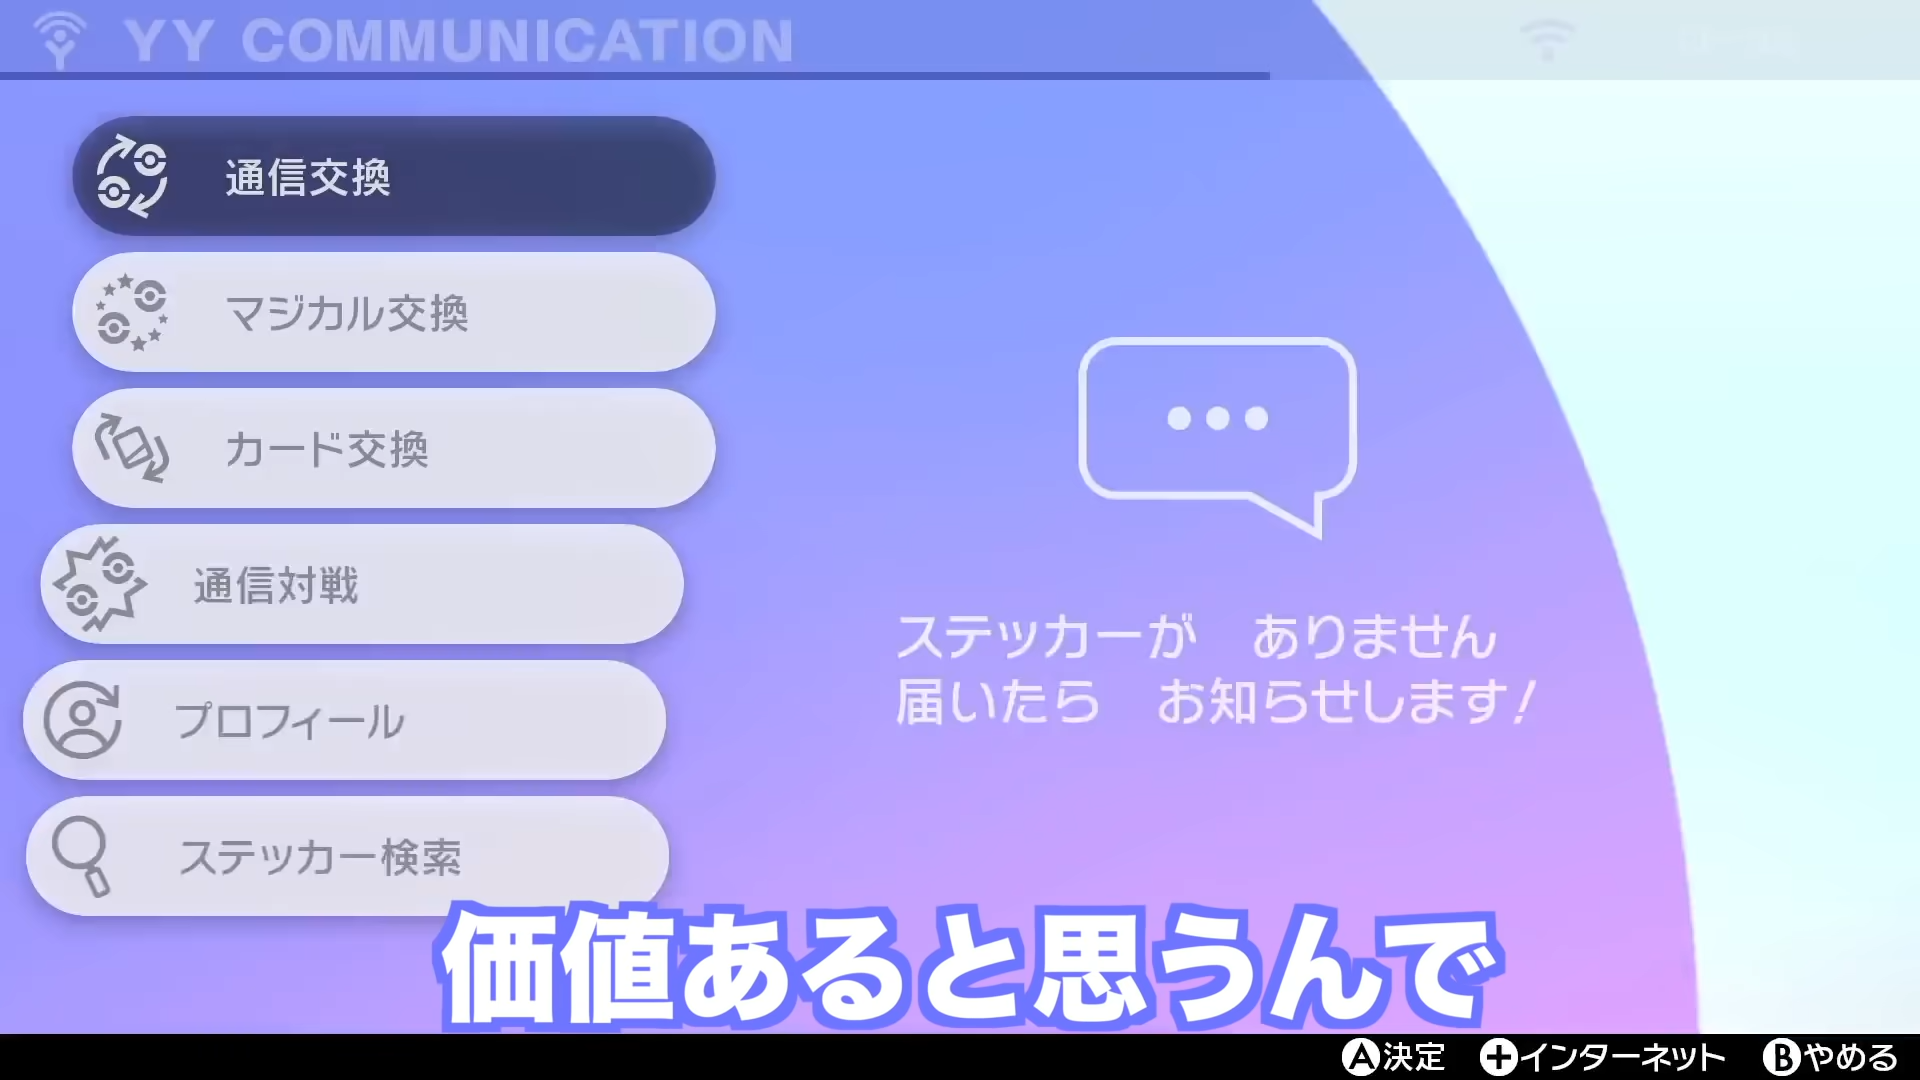 YY COMMUNICATION
通信交換
マジカル交換
カード交換
通信対戦
プロフィール
ステッカー検索
ステッカーが ありません
届いたら お知らせします!
価値あると思うんで
A決定 +インターネット Bやめる